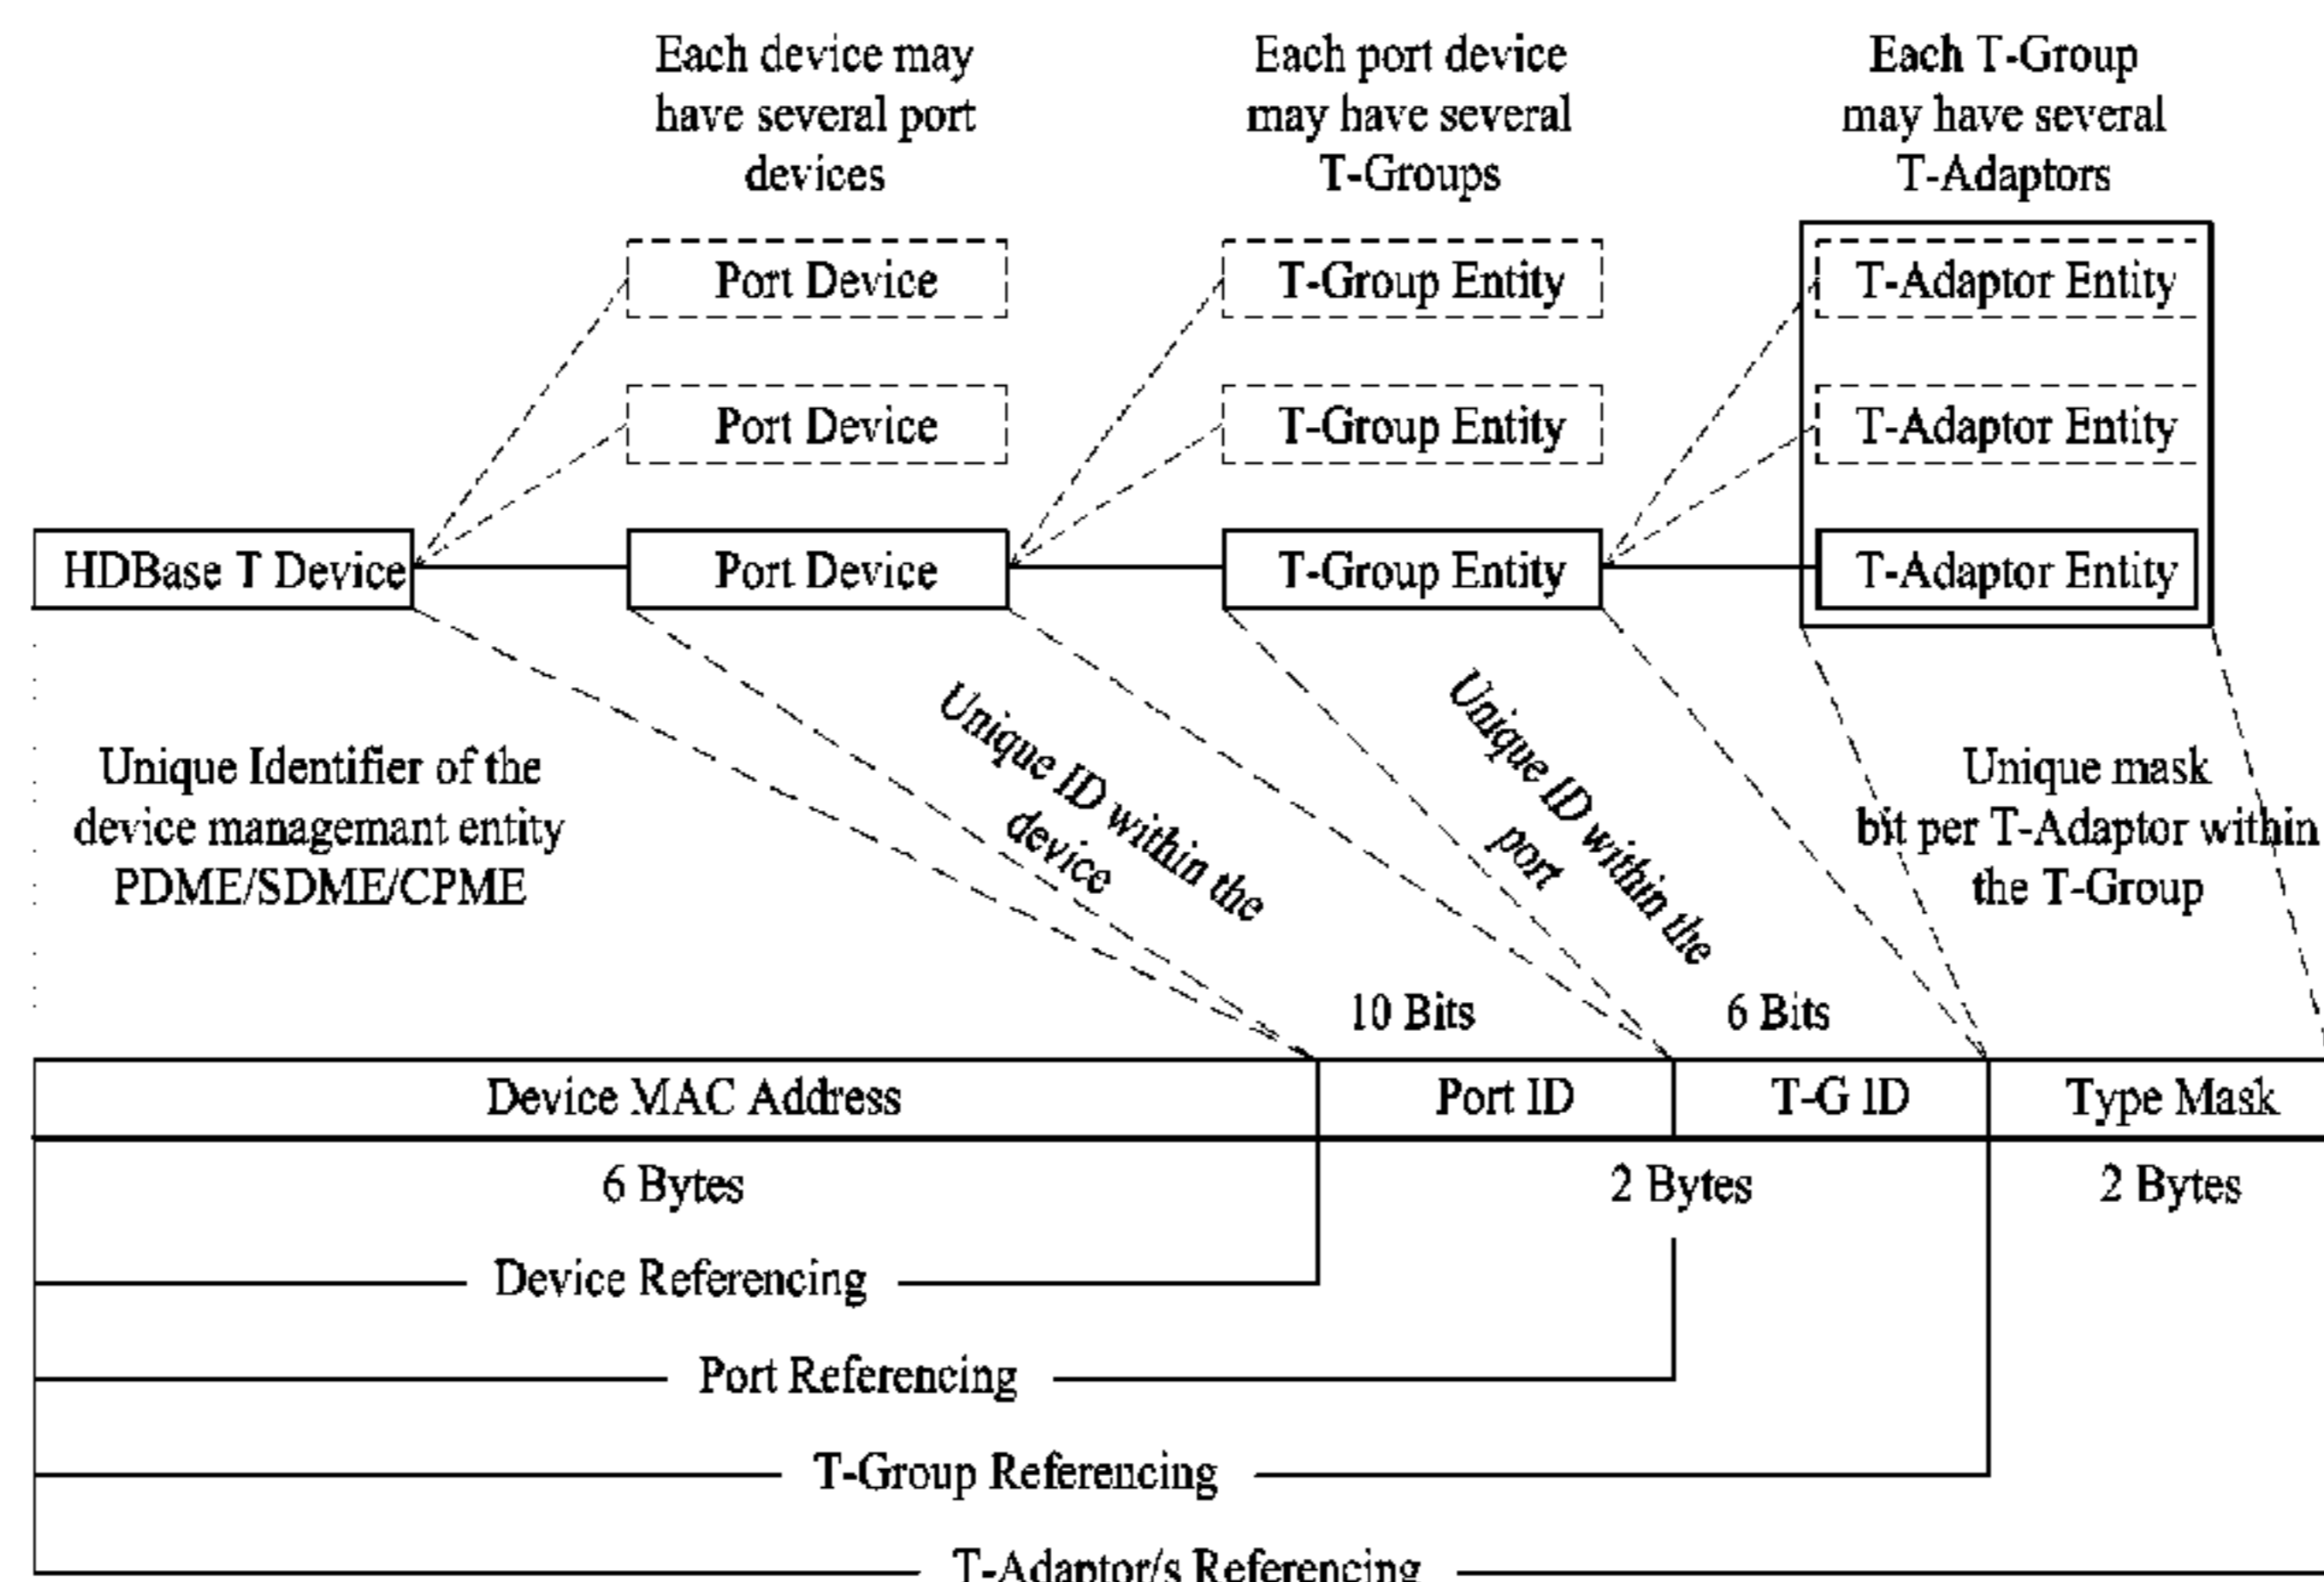 Each device may
have several port
devices
Each port device
may have several
T-Groups
Each T-Group
may have several
T-Adaptors
Port Device
T-Group Entity
T-Adaptor Entity
Port Device
T-Group Entity
T-Adaptor Entity
HDBase T Device
Port Device
T-Group Entity
T-Adaptor Entity
Unique Identifier of the
device managemant entity
PDME/SDME/CPME
Unique ID within the
device
Unique ID within the
port
Unique mask
bit per T-Adaptor within
the T-Group
10 Bits
6 Bits
Device MAC Address
Port ID
T-G ID
Type Mask
6 Bytes
2 Bytes
2 Bytes
Device Referencing
Port Referencing
T-Group Referencing
T-Adaptor/s Referencing